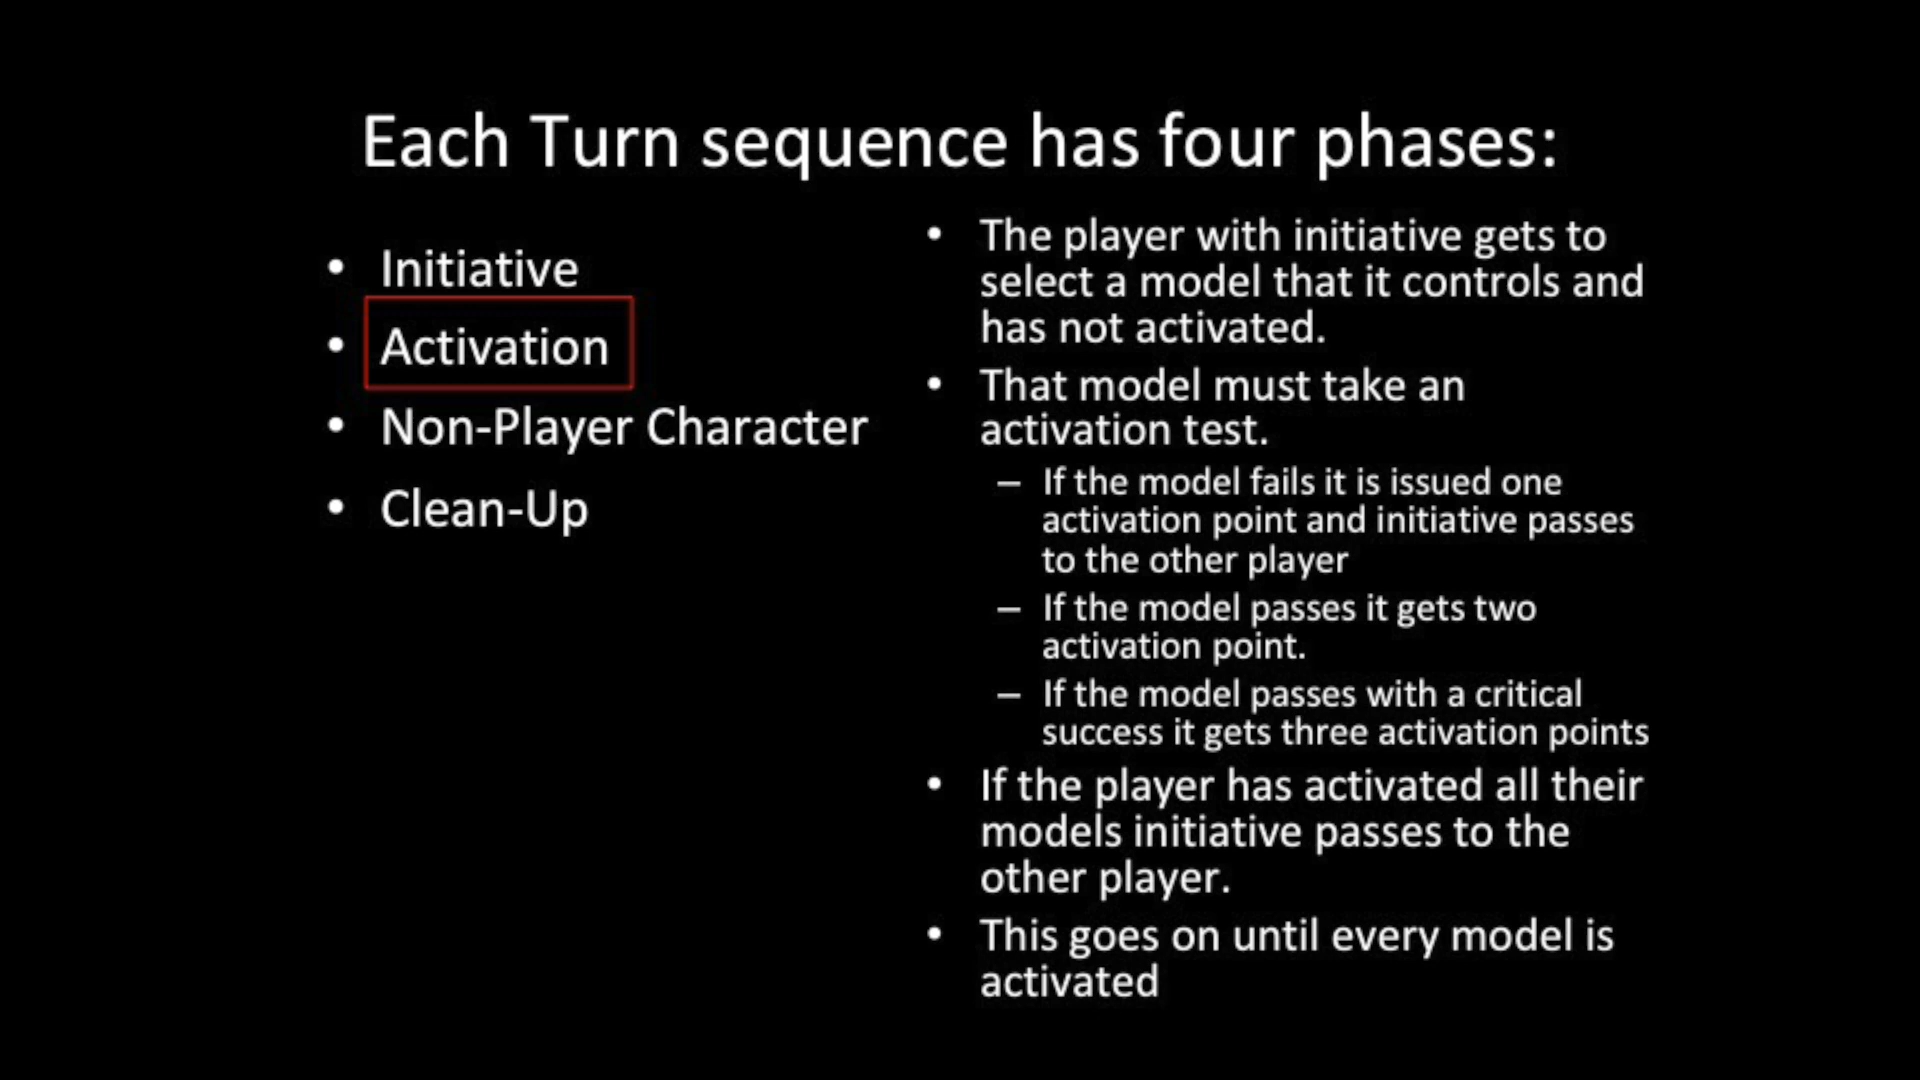 Each Turn sequence has four phases:
• Initiative
• Activation
• Non-Player Character
• Clean-Up
• The player with initiative gets to
select a model that it controls and
has not activated.
• That model must take an
activation test.
– If the model fails it is issued one
activation point and initiative passes
to the other player
– If the model passes it gets two
activation point.
– If the model passes with a critical
success it gets three activation points
• If the player has activated all their
models initiative passes to the
other player.
• This goes on until every model is
activated